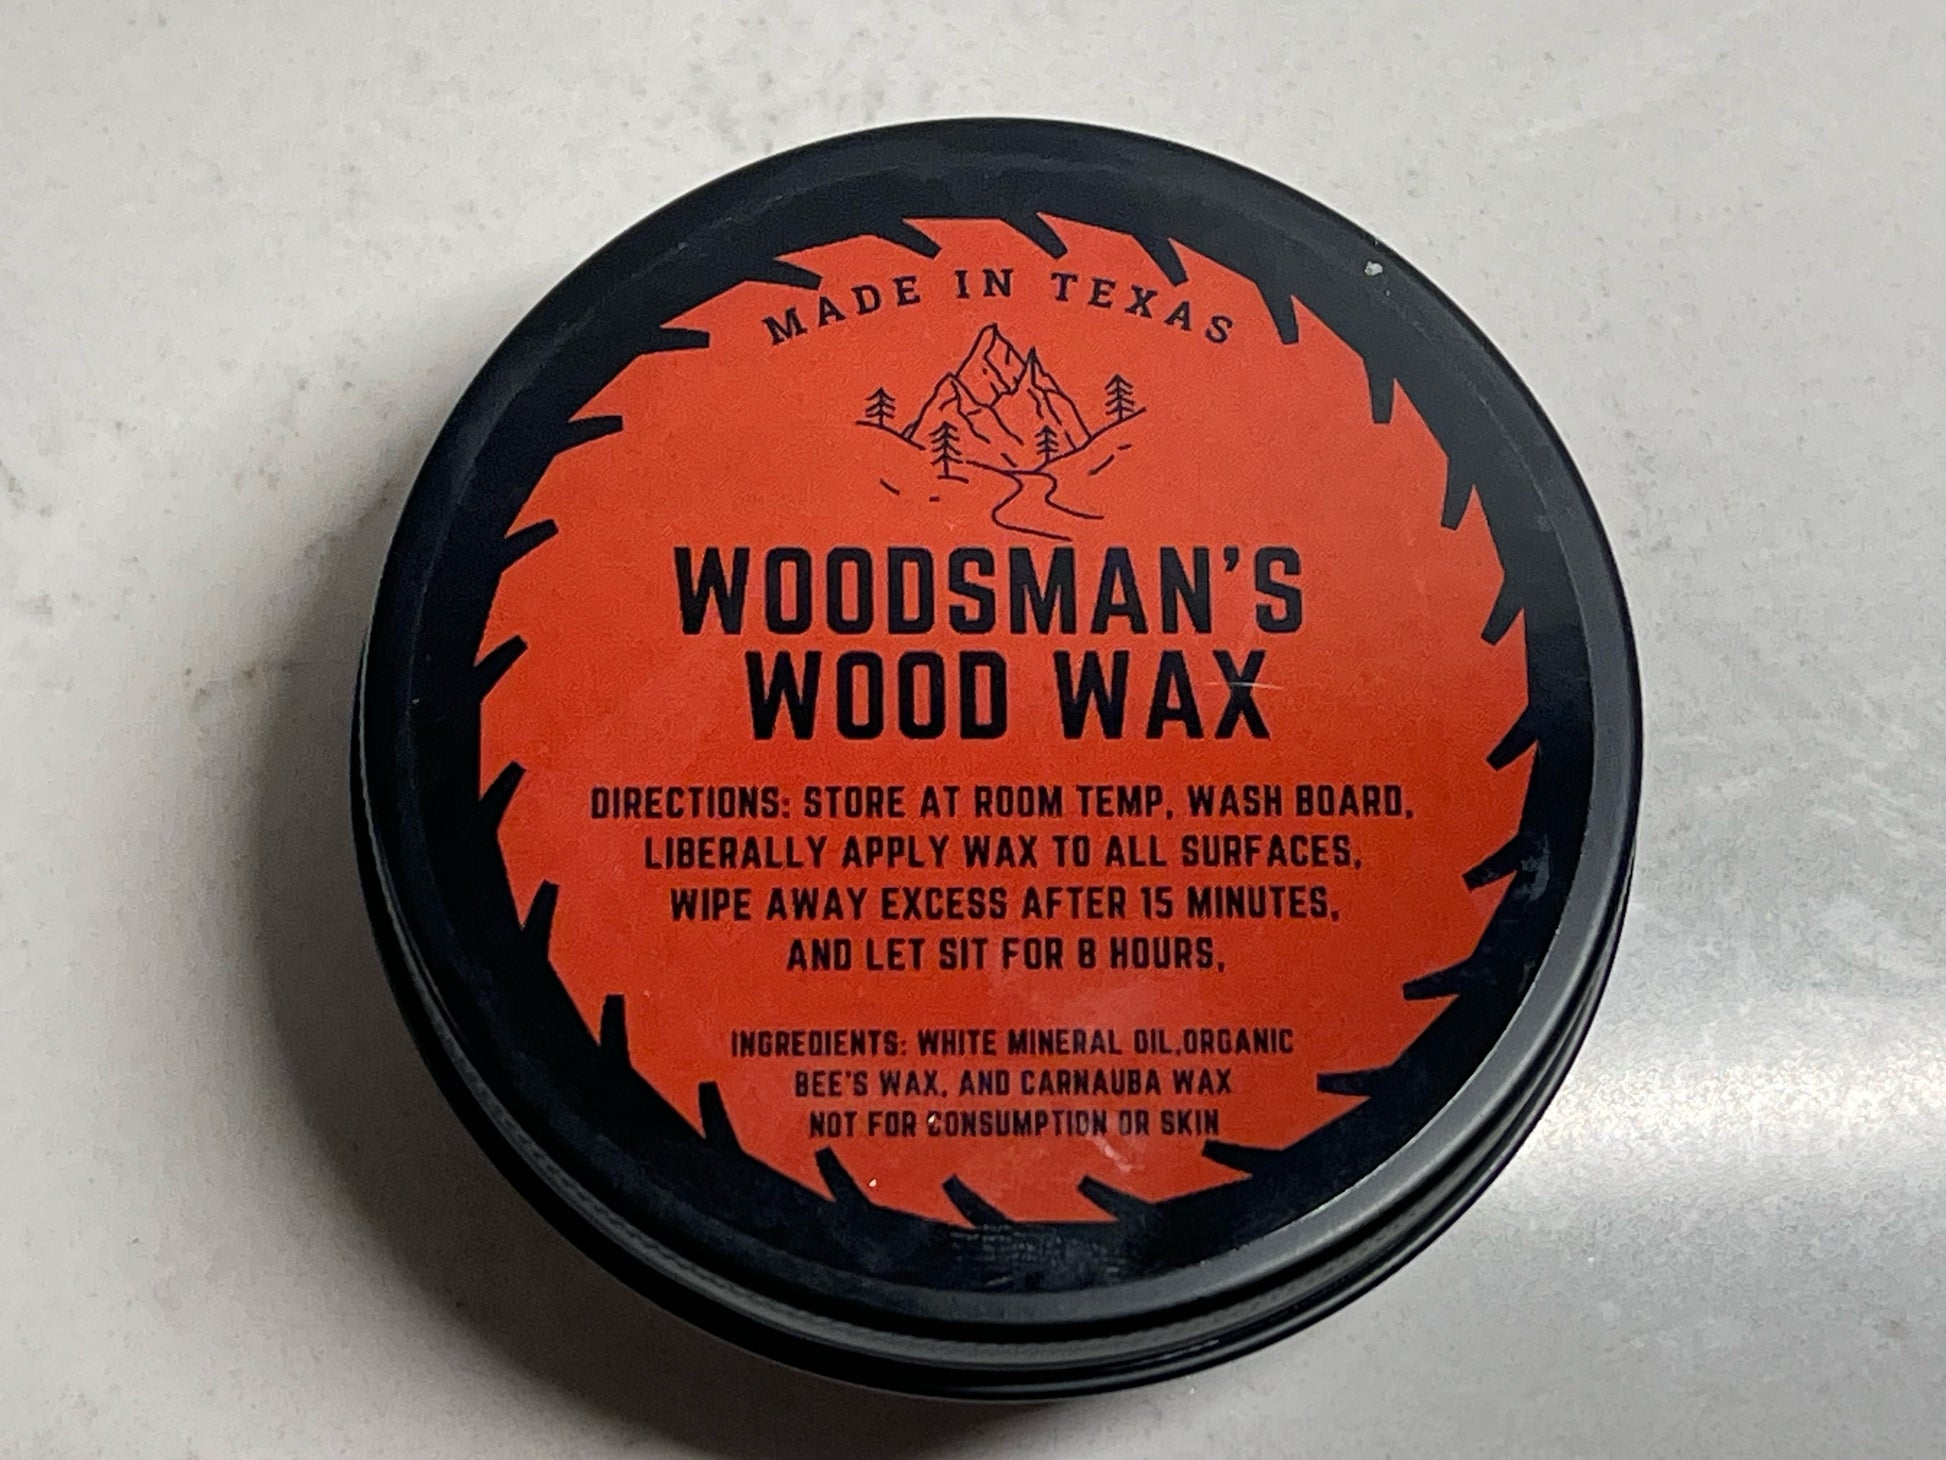 MADE IN TEXAS
WOODSMAN'S
WOOD WAX
DIRECTIONS: STORE AT ROOM TEMP, WASH BOARD,
LIBERALLY APPLY WAX TO ALL SURFACES,
WIPE AWAY EXCESS AFTER 15 MINUTES,
AND LET SIT FOR 8 HOURS,
INGREDIENTS: WHITE MINERAL OIL,ORGANIC
BEE'S WAX, AND CARNAUBA WAX
NOT FOR CONSUMPTION OR SKIN